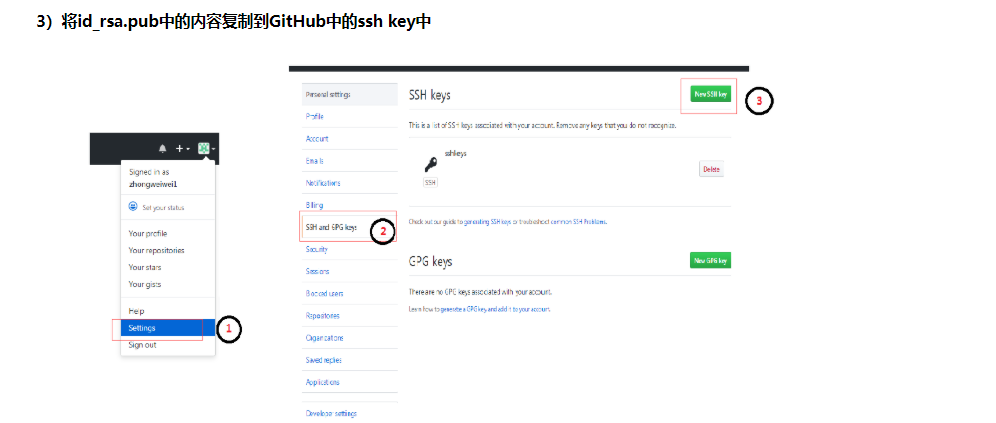 3）将id_rsa.pub中的内容复制到GitHub中的ssh key中
Signed in as
zhongweiwei1
Set your status
Your profile
Your repositories
Your stars
Your gists
Help
Settings
Sign out
1
Personal settings
Profile
Account
Emails
Notifications
Billing
SSH and GPG keys
2
Security
Sessions
Blocked users
Repositories
Organizations
Saved replies
Applications
Developer settings
SSH keys
New SSH key
3
This is a list of SSH keys associated with your account. Remove any keys that you do not recognize.
sshkeys
SSH
Delete
Check out our guide to generating SSH keys or troubleshoot common SSH Problems.
GPG keys
New GPG key
There are no GPG keys associated with your account.
Learn how to generate a GPG key and add it to your account.